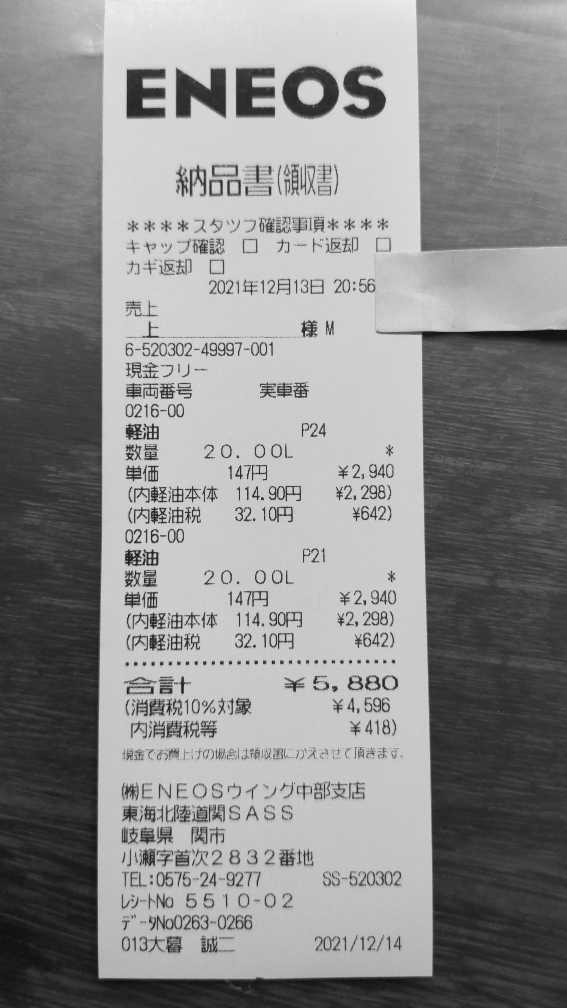 ENEOS
納品書(領収書)
****スタッフ確認事項****
キャップ確認 □ カード返却 □
カギ返却 □
2021年12月13日 20:56
売上
上 様 M
6-520302-49997-001
現金フリー
車両番号 実車番
0216-00
軽油 P24
数量 20.00L *
単価 147円 ¥2,940
(内軽油本体 114.90円 ¥2,298)
(内軽油税 32.10円 ¥642)
0216-00
軽油 P21
数量 20.00L *
単価 147円 ¥2,940
(内軽油本体 114.90円 ¥2,298)
(内軽油税 32.10円 ¥642)
合計 ¥5,880
(消費税10%対象 ¥4,596
内消費税等 ¥418)
現金でお買上げの場合は領収書にかえさせて頂きます。
㈱ENEOSウイング中部支店
東海北陸道関SASS
岐阜県 関市
小瀬字首次2832番地
TEL:0575-24-9277 SS-520302
レシートNo 5510-02
データNo0263-0266
013大暮 誠二 2021/12/14